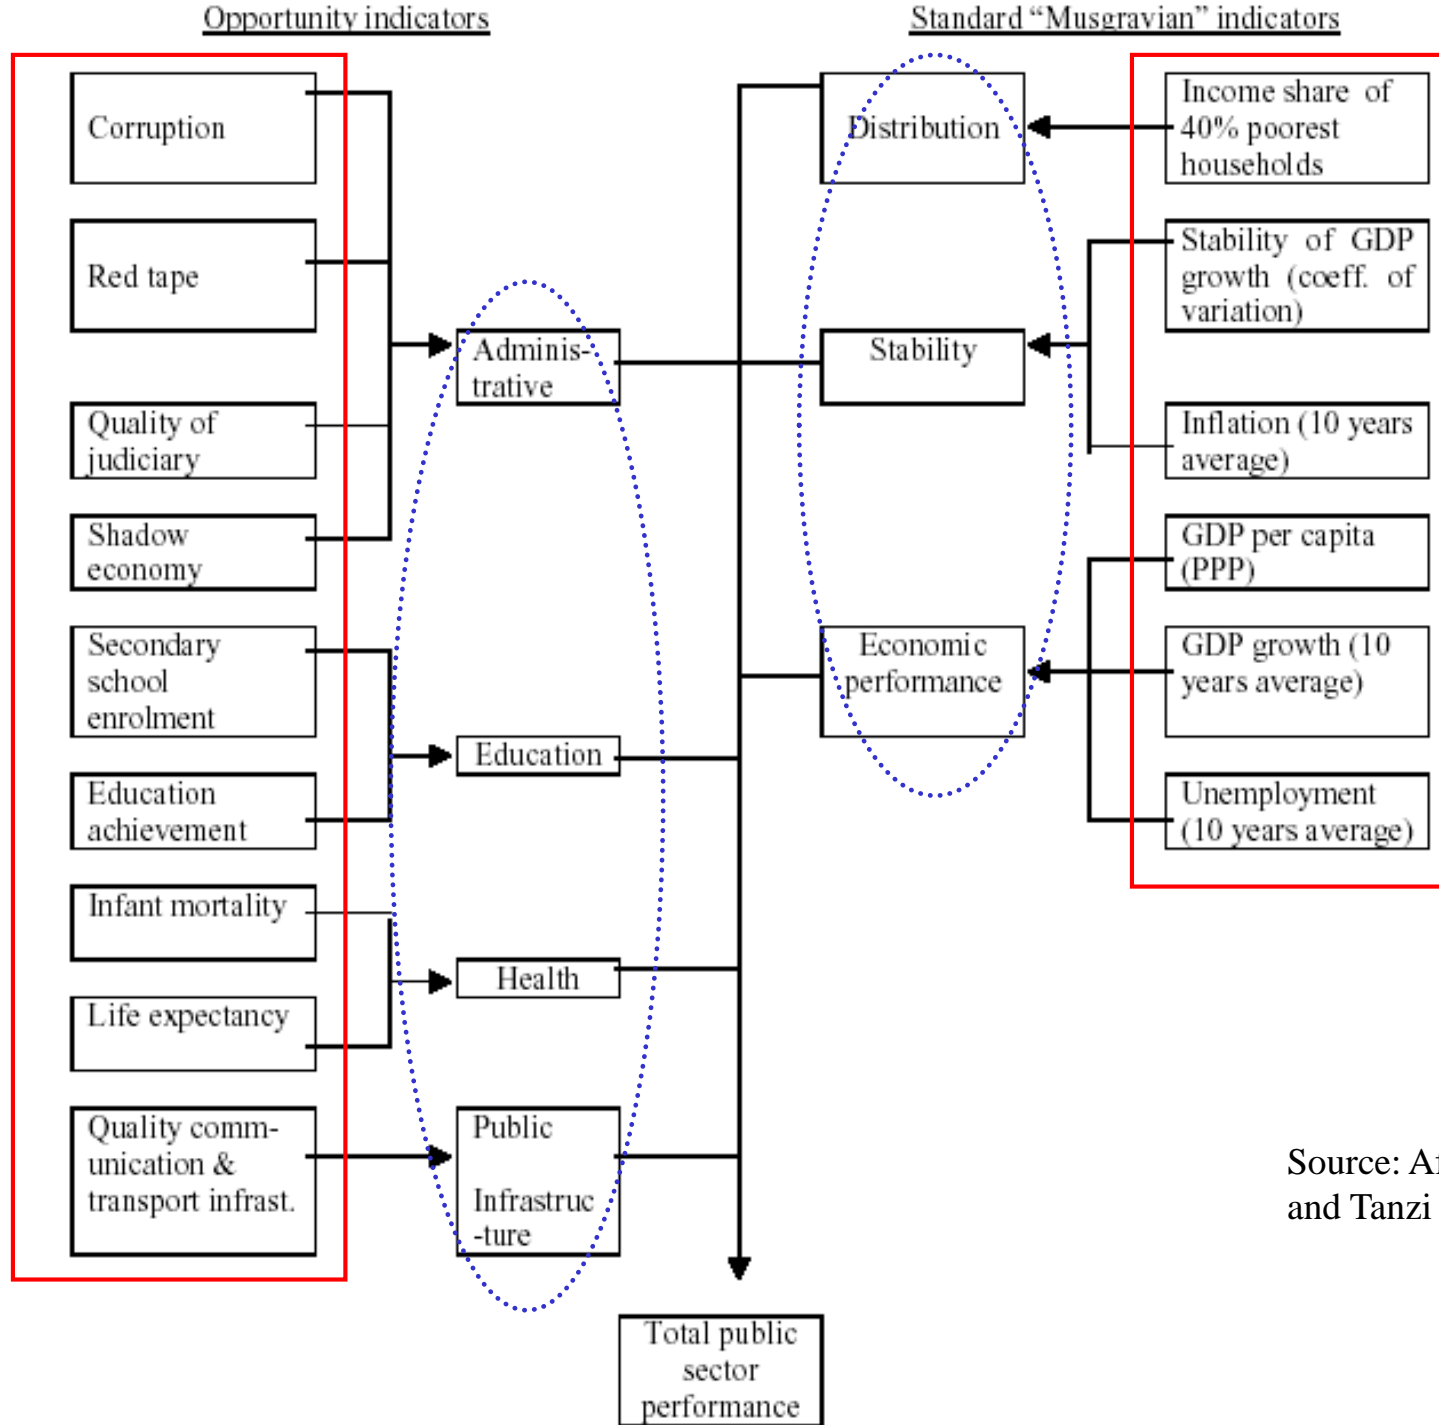 Opportunity indicators
Standard “Musgravian” indicators
Corruption
Red tape
Quality of
judiciary
Shadow
economy
Secondary
school
enrolment
Education
achievement
Infant mortality
Life expectancy
Quality comm-
unication &
transport infrast.
Adminis-
trative
Education
Health
Public
Infrastruc
-ture
Distribution
Stability
Economic
performance
Income share of
40% poorest
households
Stability of GDP
growth (coeff. of
variation)
Inflation (10 years
average)
GDP per capita
(PPP)
GDP growth (10
years average)
Unemployment
(10 years average)
Total public
sector
performance
Source:
and Tanzi